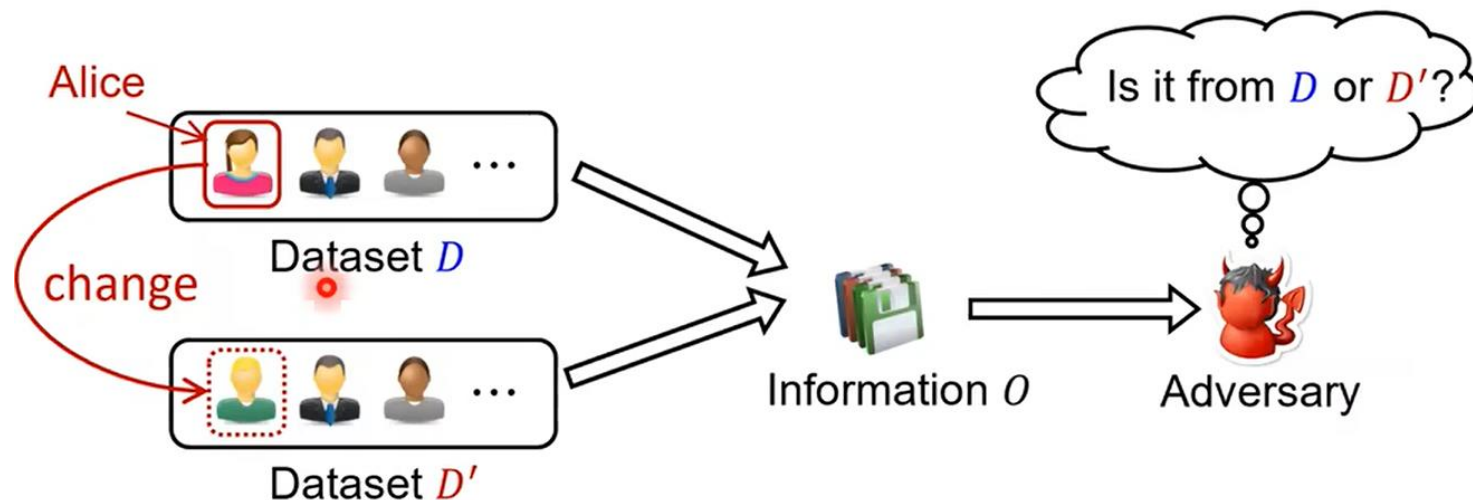 Alice
Is it from D or D'?
...
Dataset D
change
Information O
Adversary
...
Dataset D'